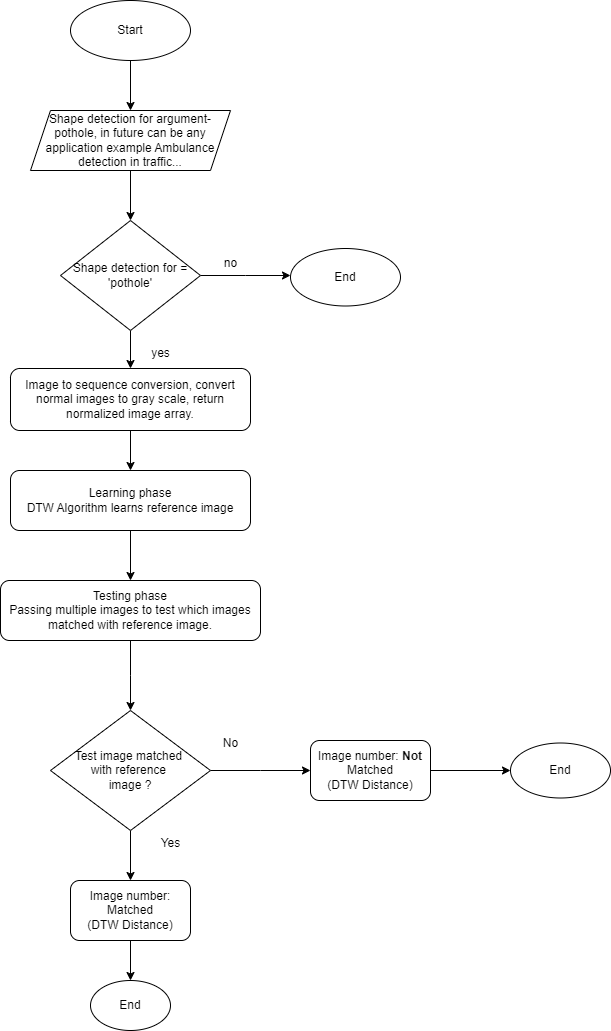 Start
Shape detection for argument-
pothole, in future can be any
application example Ambulance
detection in traffic...
Shape detection for =
'pothole'
no
End
yes
Image to sequence conversion, convert
normal images to gray scale, return
normalized image array.
Learning phase
DTW Algorithm learns reference image
Testing phase
Passing multiple images to test which images
matched with reference image.
Test image matched
with reference
image ?
No
Image number: Not
Matched
(DTW Distance)
End
Yes
Image number:
Matched
(DTW Distance)
End